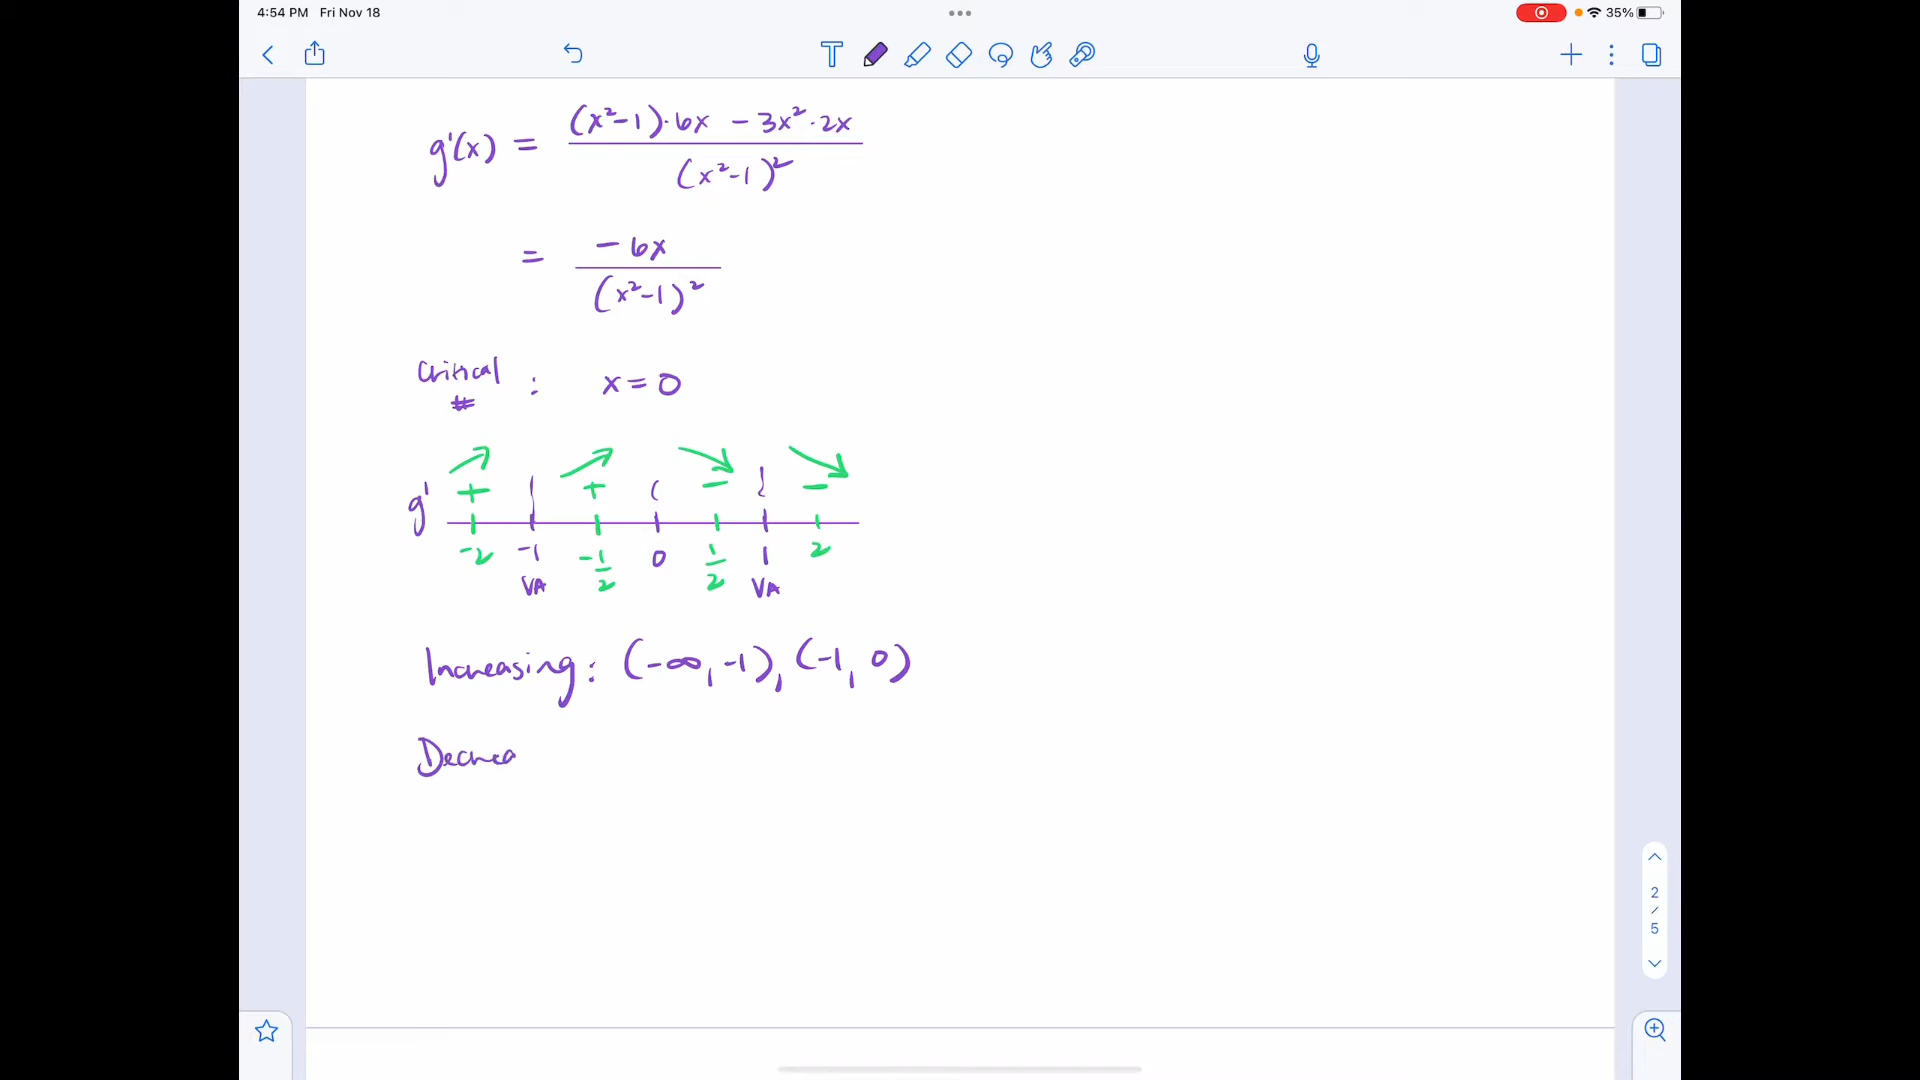 4:54 PM Fri Nov 18
35%
T
g'(x) = ((x²-1)·6x - 3x²·2x)/(x²-1)²
= -6x/(x²-1)²
Critical # : x = 0
+ + - -
g'
-2 -1 -1/2 0 1/2 1 2
VA VA
Increasing: (-∞, -1), (-1, 0)
Decrea
2
/
5